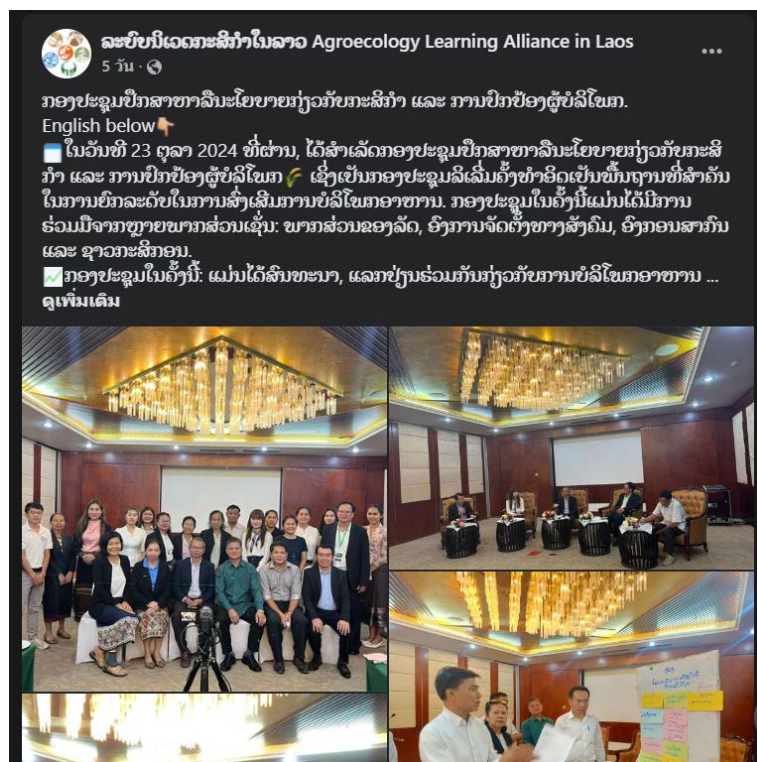 ລະບົບນິເວດກະສິກຳໃນລາວ Agroecology Learning Alliance in Laos
5 ວັນ ·
ກອງປະຊຸມປຶກສາຫາລືນະໂຍບາຍກ່ຽວກັບກະສິກຳ ແລະ ການປົກປ້ອງຜູ້ບໍລິໂພກ.
English below👇🏼
🗓️ໃນວັນທີ 23 ຕຸລາ 2024 ທີ່ຜ່ານ, ໄດ້ສຳເລັດກອງປະຊຸມປຶກສາຫາລືນະໂຍບາຍກ່ຽວກັບກະສິ
ກຳ ແລະ ການປົກປ້ອງຜູ້ບໍລິໂພກ🌾 ເຊິ່ງເປັນກອງປະຊຸມລິເລີ່ມຄັ້ງທຳອິດເປັນພື້ນຖານທີ່ສຳຄັນ
ໃນການຍົກລະດັບໃນການສົ່ງເສີມການບໍລິໂພກອາຫານ. ກອງປະຊຸມໃນຄັ້ງນີ້ແມ່ນໄດ້ມີການ
ຮ່ວມມືຈາກຫຼາຍພາກສ່ວນເຊັ່ນ: ພາກສ່ວນຂອງລັດ, ອົງການຈັດຕັ້ງທາງສັງຄົມ, ອົງກອນສາກົນ
ແລະ ຊາວກະສິກອນ.
📈ກອງປະຊຸມໃນຄັ້ງນີ້: ແມ່ນໄດ້ສົນທະນາ, ແລກປ່ຽນຮ່ວມກັນກ່ຽວກັບການບໍລິໂພກອາຫານ ...
ดูเพิ่มเติม